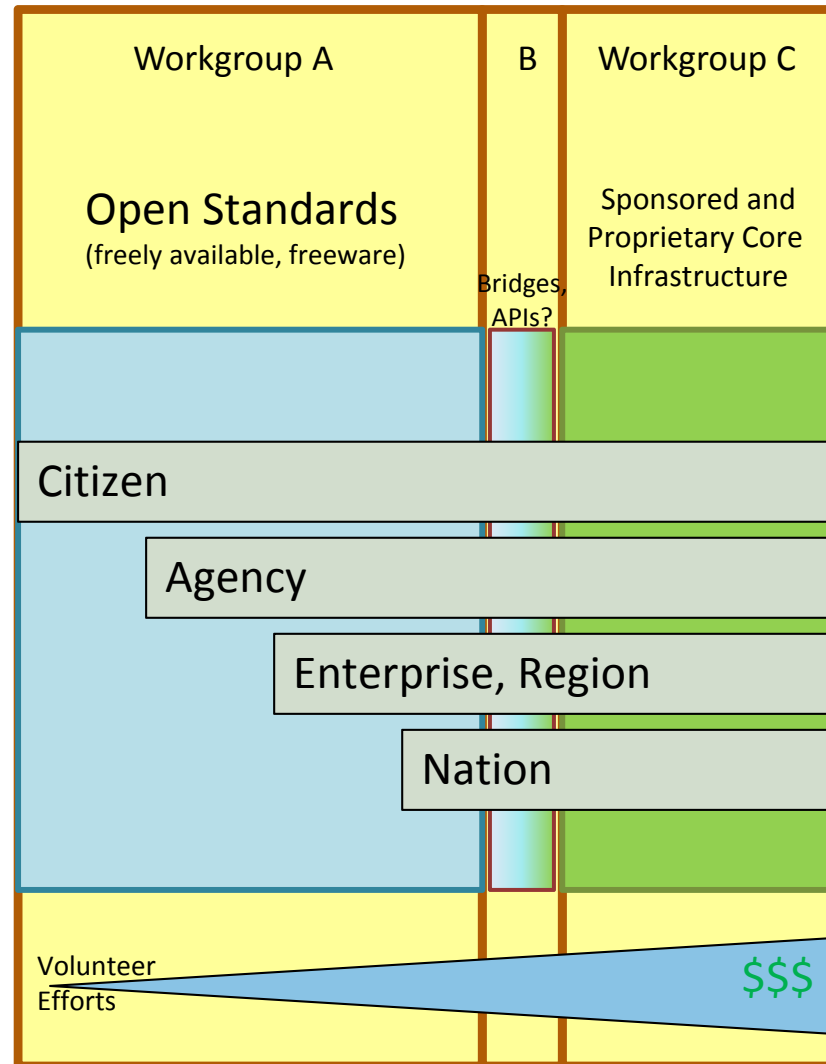 Workgroup A
B
Workgroup C
Open Standards
(freely available, freeware)
Bridges,
APIs?
Sponsored and
Proprietary Core
Infrastructure
Citizen
Agency
Enterprise, Region
Nation
Volunteer
Efforts
$$$